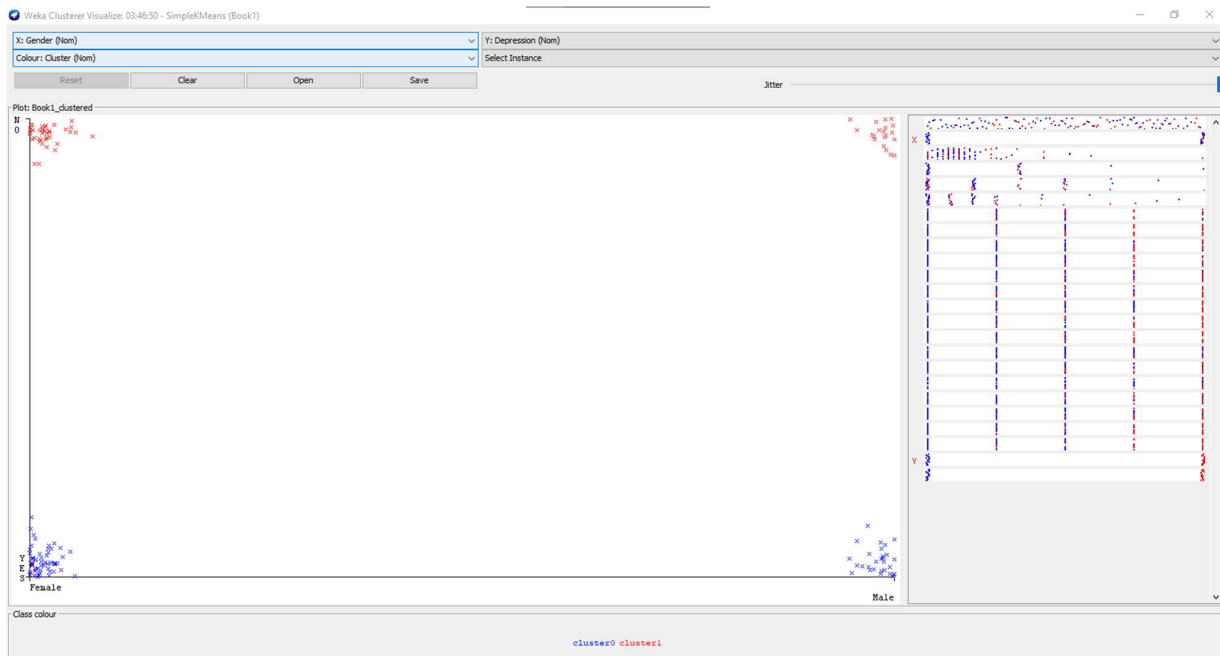 Weka Clusterer Visualize: 03:46:50 - SimpleKMeans (Book1)
X: Gender (Nom)
Y: Depression (Nom)
Colour: Cluster (Nom)
Select Instance
Reset
Clear
Open
Save
Jitter
Plot: Book1_clustered
N
O
X
Y
Y
E
S
Female
Male
Class colour
cluster0 cluster1